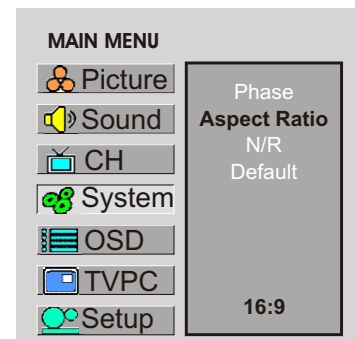 MAIN MENU
Picture
Sound
CH
System
OSD
TVPC
Setup
Phase
Aspect Ratio
N/R
Default
16:9